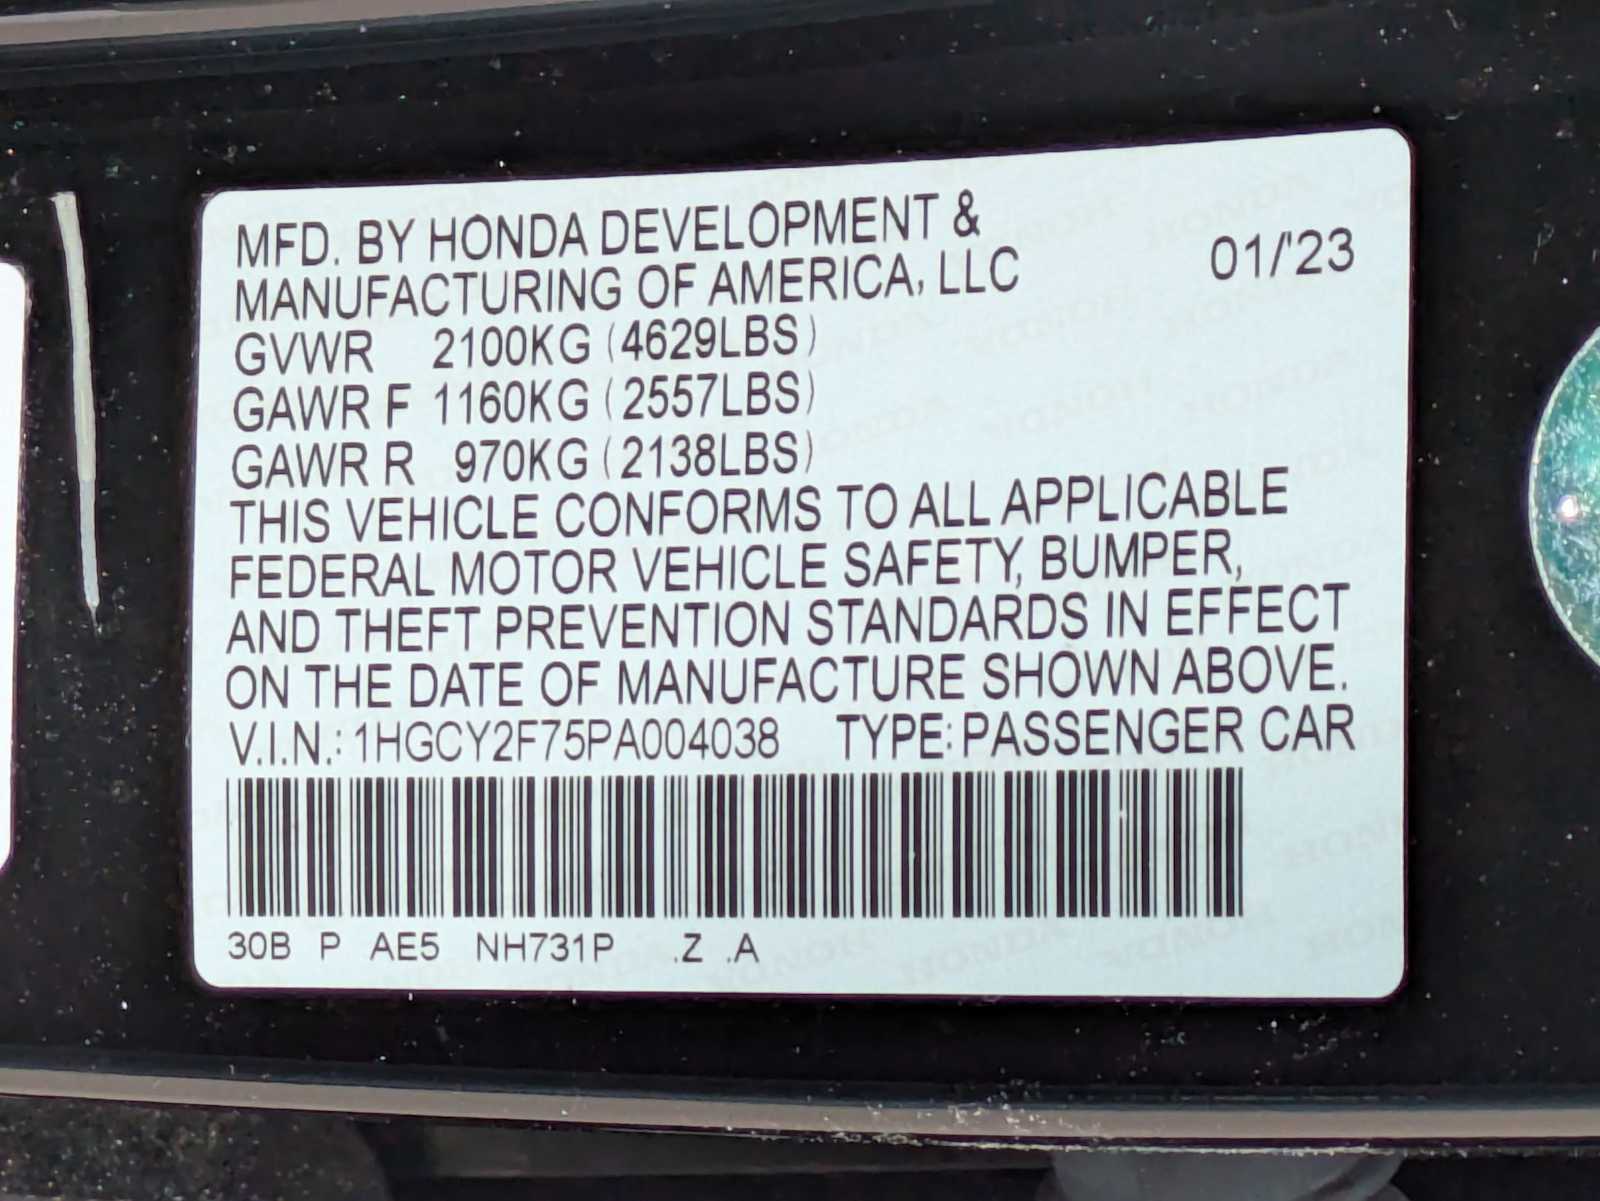 MFD. BY HONDA DEVELOPMENT &
MANUFACTURING OF AMERICA, LLC 01/'23
GVWR 2100KG (4629LBS)
GAWR F 1160KG (2557LBS)
GAWR R 970KG (2138LBS)
THIS VEHICLE CONFORMS TO ALL APPLICABLE
FEDERAL MOTOR VEHICLE SAFETY, BUMPER,
AND THEFT PREVENTION STANDARDS IN EFFECT
ON THE DATE OF MANUFACTURE SHOWN ABOVE.
V.I.N.: 1HGCY2F75PA004038 TYPE: PASSENGER CAR
30B P AE5 NH731P .Z .A